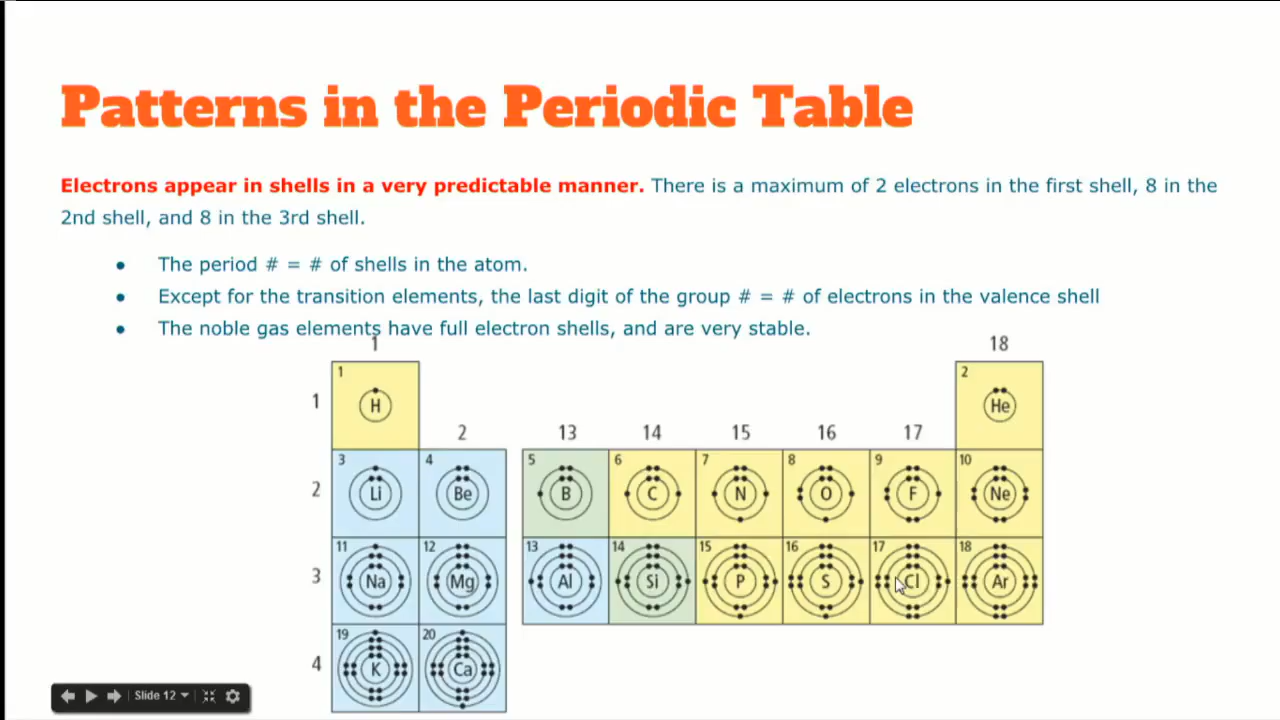 Patterns in the Periodic Table
Electrons appear in shells in a very predictable manner. There is a maximum of 2 electrons in the first shell, 8 in the
2nd shell, and 8 in the 3rd shell.
• The period # = # of shells in the atom.
• Except for the transition elements, the last digit of the group # = # of electrons in the valence shell
• The noble gas elements have full electron shells, and are very stable.
1 18
1 2
1 H He
2 13 14 15 16 17
3 4 5 6 7 8 9 10
2 Li Be B C N O F Ne
11 12 13 14 15 16 17 18
3 Na Mg Al Si P S Cl Ar
19 20
4 K Ca
Slide 12